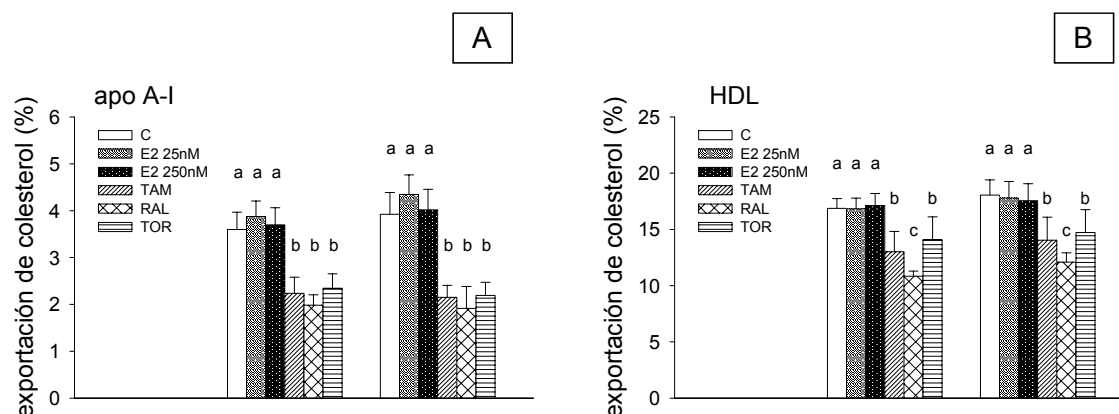 A
apo A-I
exportación de colesterol (%)
6
5
4
3
2
1
0
C
E2 25nM
E2 250nM
TAM
RAL
TOR
a a a
b b b
a a a
b b b
B
HDL
exportación de colesterol (%)
25
20
15
10
5
0
C
E2 25nM
E2 250nM
TAM
RAL
TOR
a a a
b
c
b
a a a
b
c
b